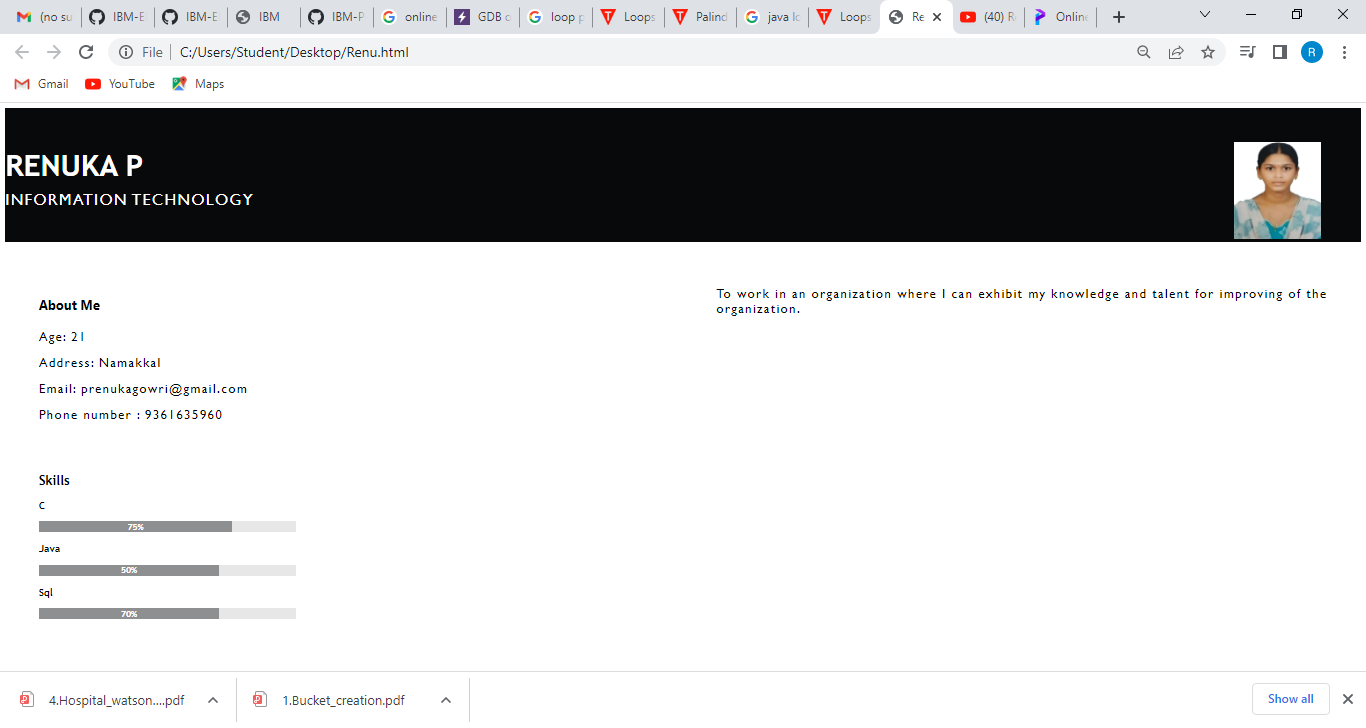 (no su
IBM-E
IBM-E
IBM
IBM-P
online
GDB o
loop p
Loops
Palind
java lo
Loops
Re
(40) R
Online
File
C:/Users/Student/Desktop/Renu.html
R
Gmail
YouTube
Maps
RENUKA P
INFORMATION TECHNOLOGY
About Me
Age: 21
Address: Namakkal
Email: prenukagowri@gmail.com
Phone number : 9361635960
Skills
C
75%
Java
50%
Sql
70%
To work in an organization where I can exhibit my knowledge and talent for improving of the
organization.
4.Hospital_watson....pdf
1.Bucket_creation.pdf
Show all